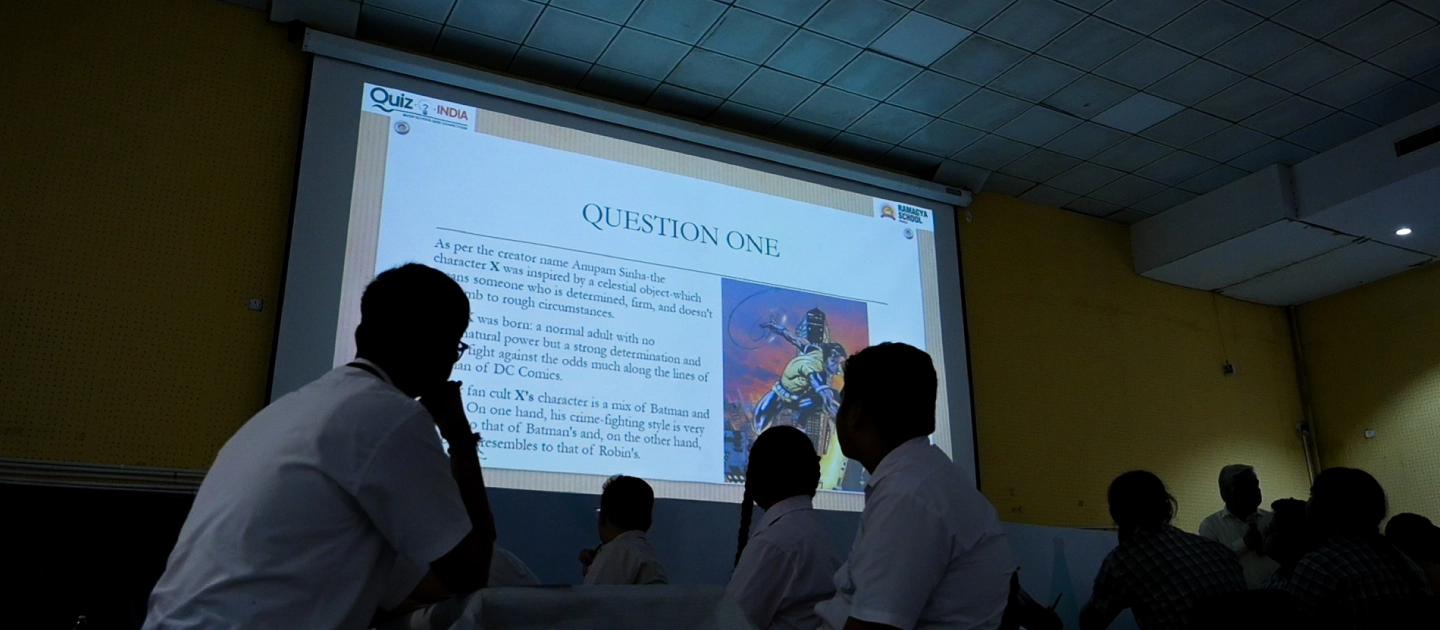 Quiz INDIA
RAMAGYA
SCHOOL
QUESTION ONE
As per the creator name Anupam Sinha-the
character X was inspired by a celestial object-which
means someone who is determined, firm, and doesn't
to rough circumstances.
X was born: a normal adult with no
power but a strong determination and
fight against the odds much along the lines of
of DC Comics.
fan cult X's character is a mix of Batman and
On one hand, his crime-fighting style is very
that of Batman's and, on the other hand,
resembles to that of Robin's.